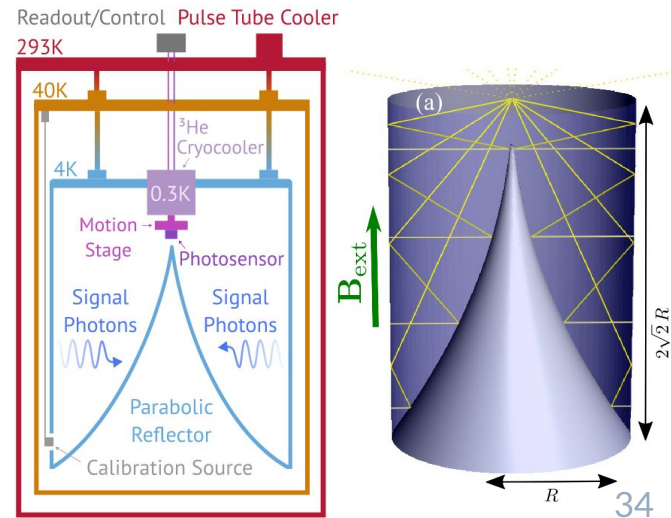 Readout/Control Pulse Tube Cooler
293K
40K
³He
Cryocooler
4K
0.3K
Motion
Stage
Photosensor
Signal
Photons
Signal
Photons
Parabolic
Reflector
Calibration Source
(a)
B_ext
2√2 R
R
34